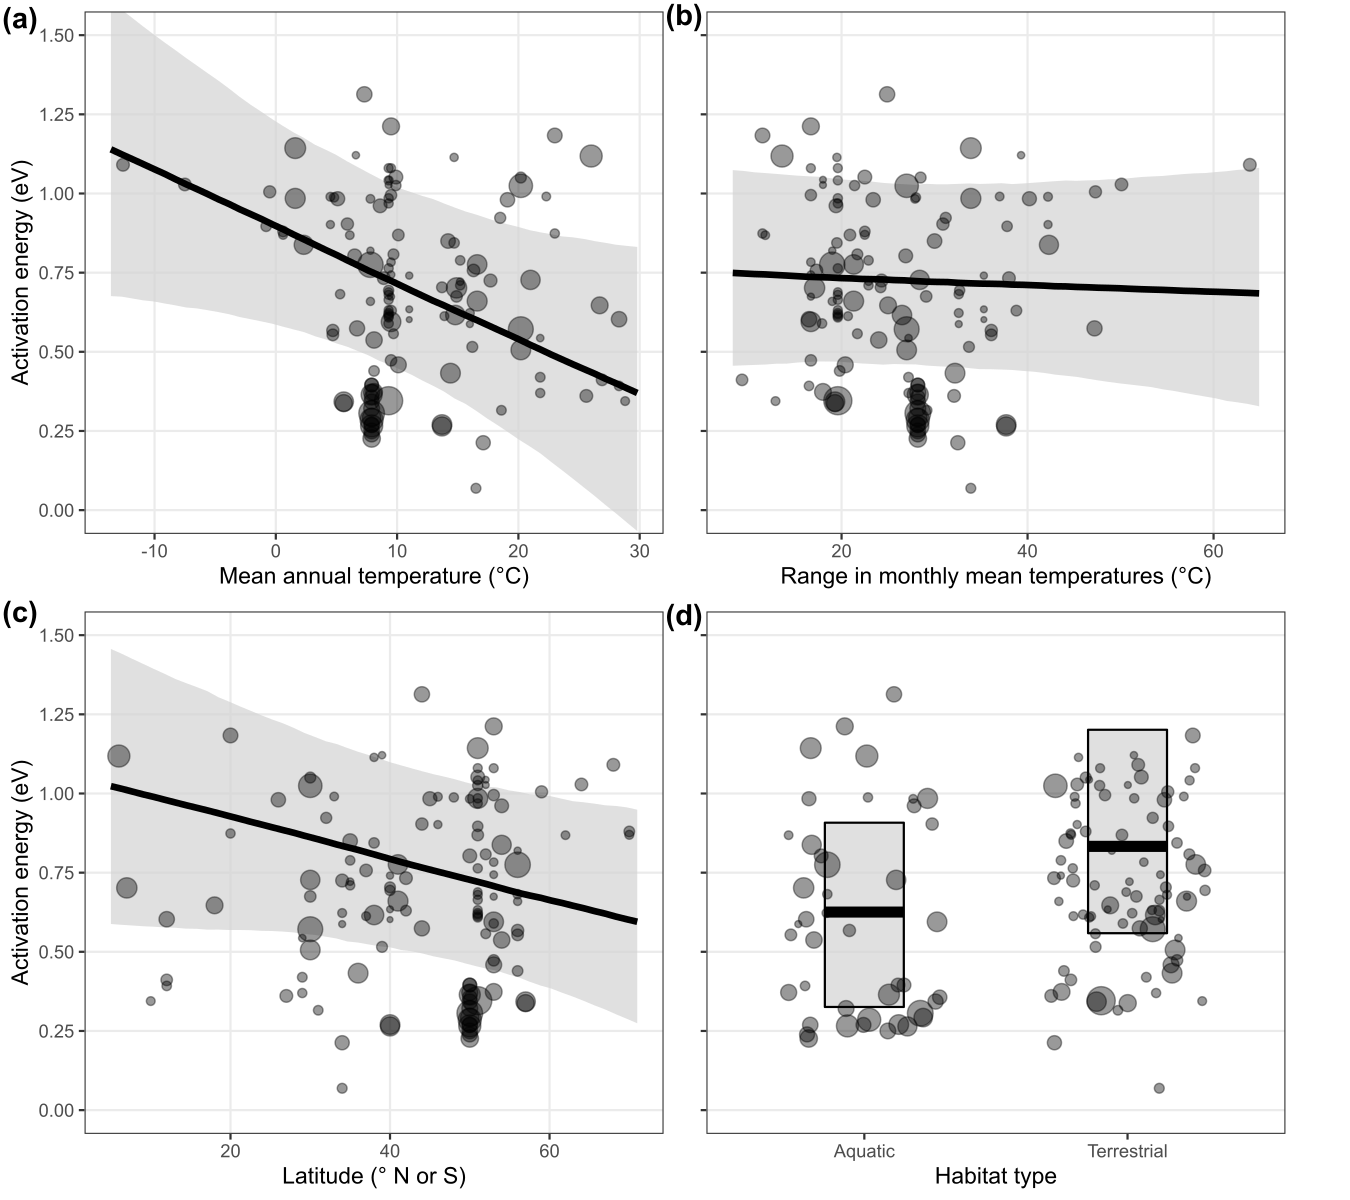 (a)
(b)
1.50
1.25
1.00
0.75
0.50
0.25
0.00
Activation energy (eV)
-10 0 10 20 30
20 40 60
Mean annual temperature (°C)
Range in monthly mean temperatures (°C)
(c)
(d)
1.50
1.25
1.00
0.75
0.50
0.25
0.00
Activation energy (eV)
20 40 60
Aquatic Terrestrial
Latitude (° N or S)
Habitat type